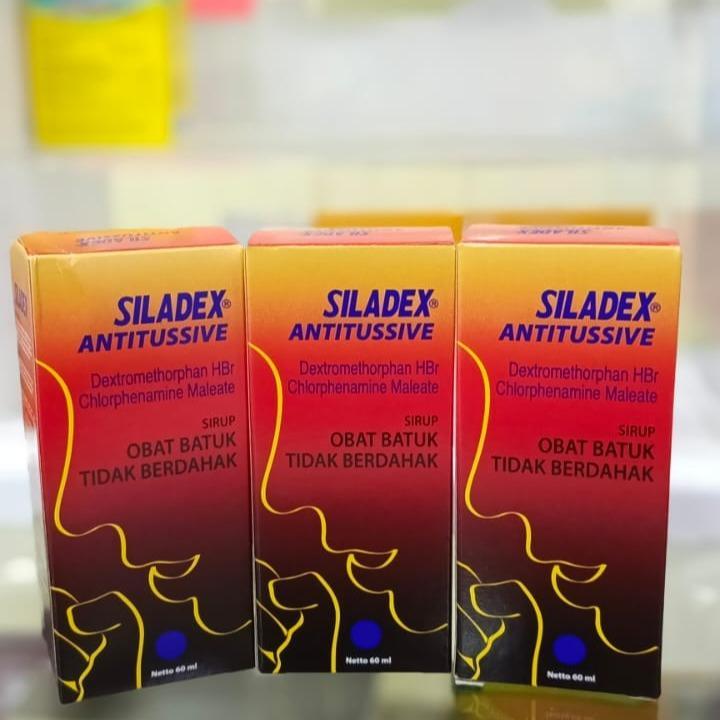 SILADEX®
ANTITUSSIVE
Dextromethorphan HBr
Chlorphenamine Maleate
SIRUP
OBAT BATUK
TIDAK BERDAHAK
Netto 60 ml
SILADEX®
ANTITUSSIVE
Dextromethorphan HBr
Chlorphenamine Maleate
SIRUP
OBAT BATUK
TIDAK BERDAHAK
Netto 60 ml
SILADEX®
ANTITUSSIVE
Dextromethorphan HBr
Chlorphenamine Maleate
SIRUP
OBAT BATUK
TIDAK BERDAHAK
Netto 60 ml